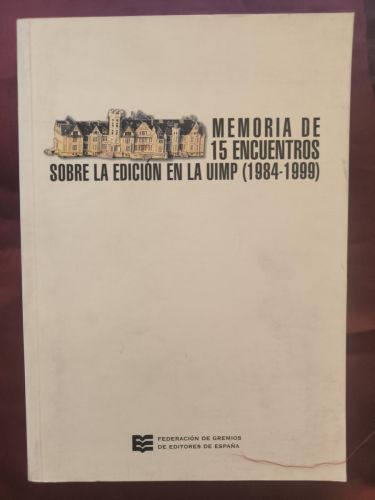 MEMORIA DE
15 ENCUENTROS
SOBRE LA EDICIÓN EN LA UIMP (1984-1999)
FEDERACIÓN DE GREMIOS
DE EDITORES DE ESPAÑA